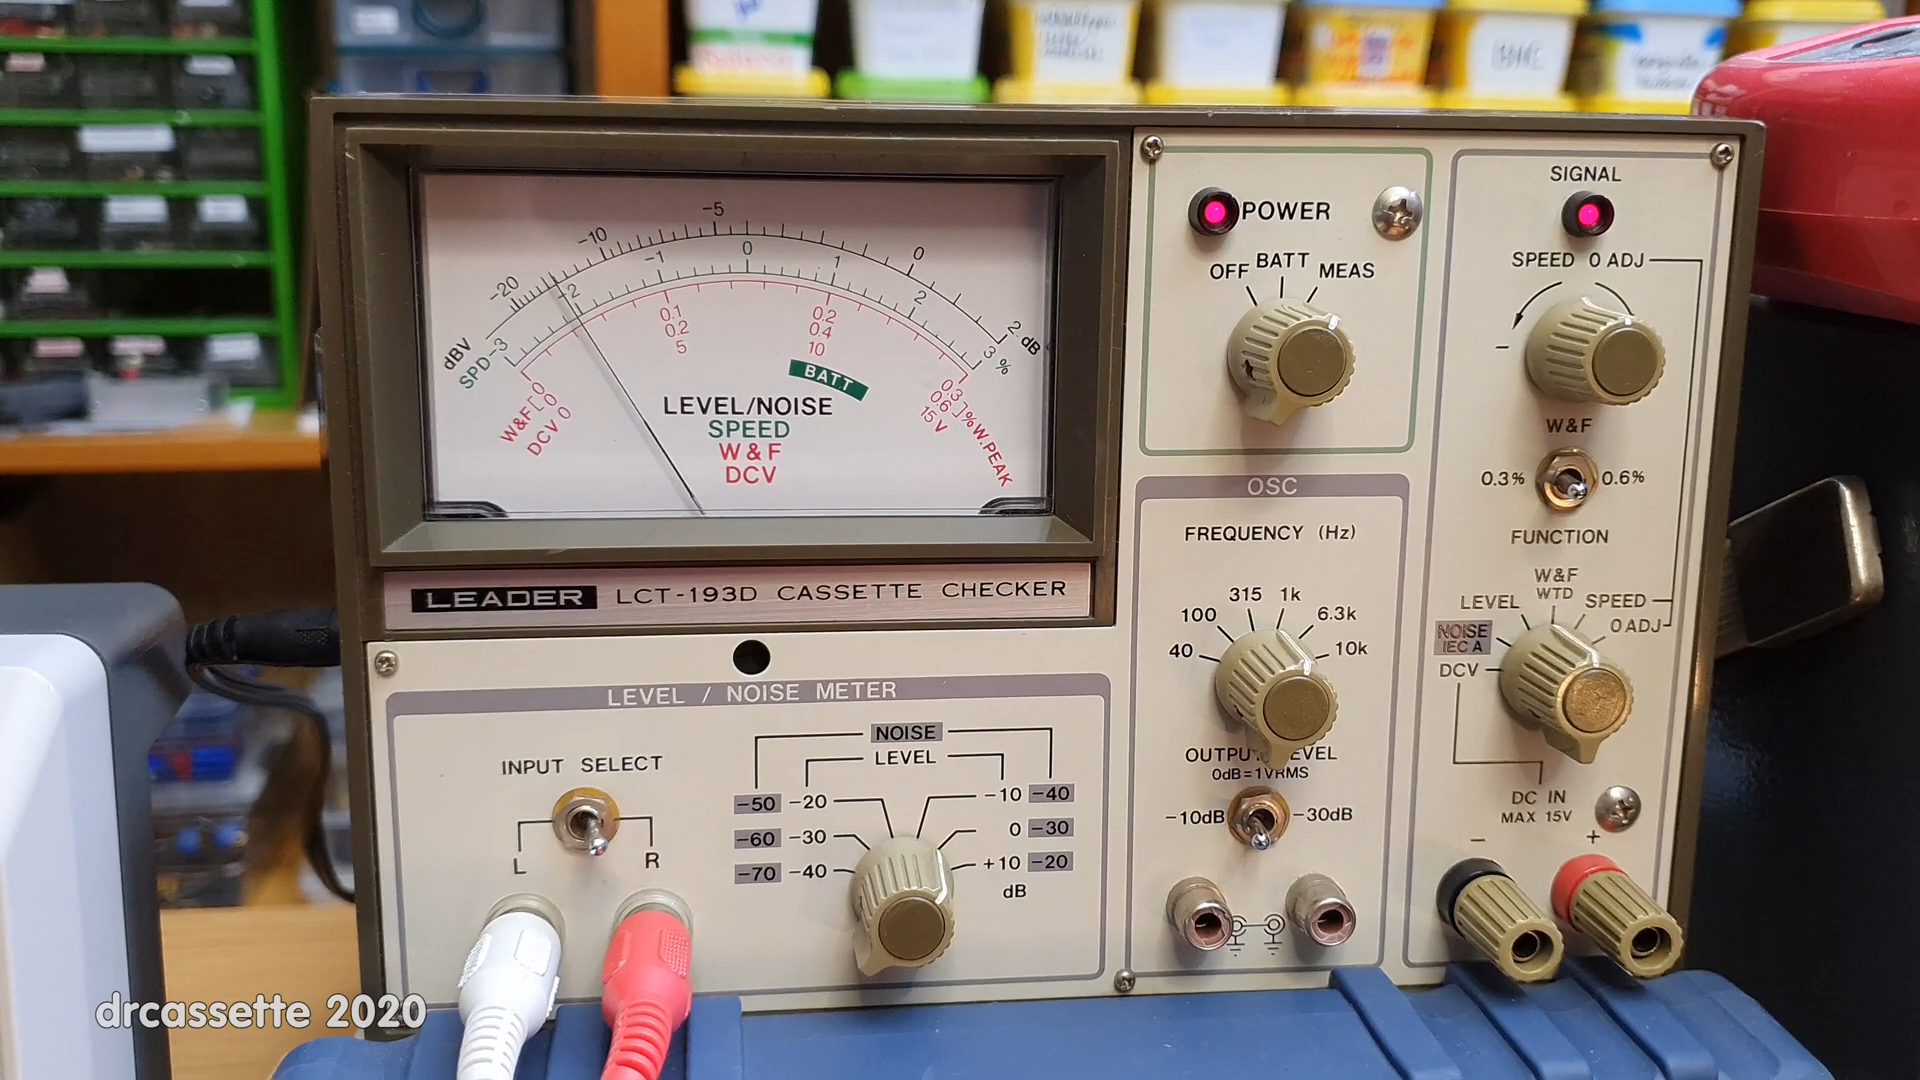 -5
-10
0
-20
-1
0
1
-2
2
2
dBV
dB
SPD-3
3
%
0.1
0.2
0.2
0.4
5
10
BATT
W&F
0
0
DCV 0
0.3
0.6
15V
%W.PEAK
LEVEL/NOISE
SPEED
W & F
DCV
LEADER LCT-193D CASSETTE CHECKER
POWER
OFF BATT MEAS
SIGNAL
SPEED 0 ADJ
−
W&F
0.3% 0.6%
FUNCTION
W&F
WTD
LEVEL SPEED
0 ADJ
NOISE
IEC A
DCV
DC IN
MAX 15V
− +
OSC
FREQUENCY (Hz)
315 1k
100 6.3k
40 10k
OUTPUT LEVEL
0dB=1VRMS
-10dB -30dB
LEVEL / NOISE METER
INPUT SELECT
L R
NOISE
LEVEL
-50 -20 -10 -40
-60 -30 0 -30
-70 -40 +10 -20
dB
drcassette 2020